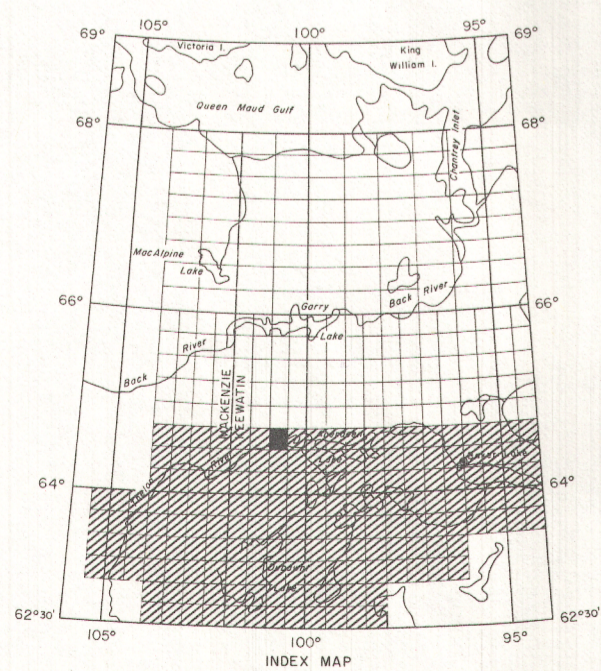 105°
100°
95°
69°
69°
Victoria I.
King
William I.
Queen Maud Gulf
Chantrey Inlet
68°
68°
MacAlpine
Lake
66°
66°
Garry
Lake
Back River
River
Back
MACKENZIE
KEEWATIN
Aberdeen
Lake
River
Thelon
Baker Lake
64°
64°
Dubawnt
Lake
62°30'
62°30'
105°
100°
95°
INDEX MAP